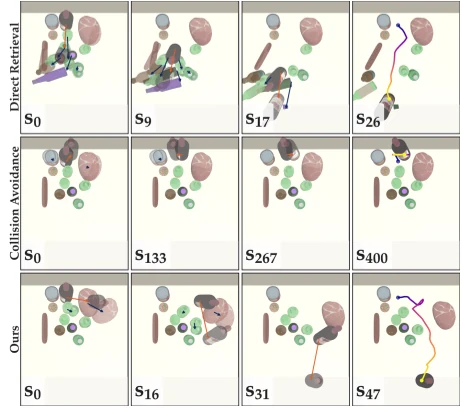 Direct Retrieval
S0
S9
S17
S26
Collision Avoidance
S0
S133
S267
S400
Ours
S0
S16
S31
S47